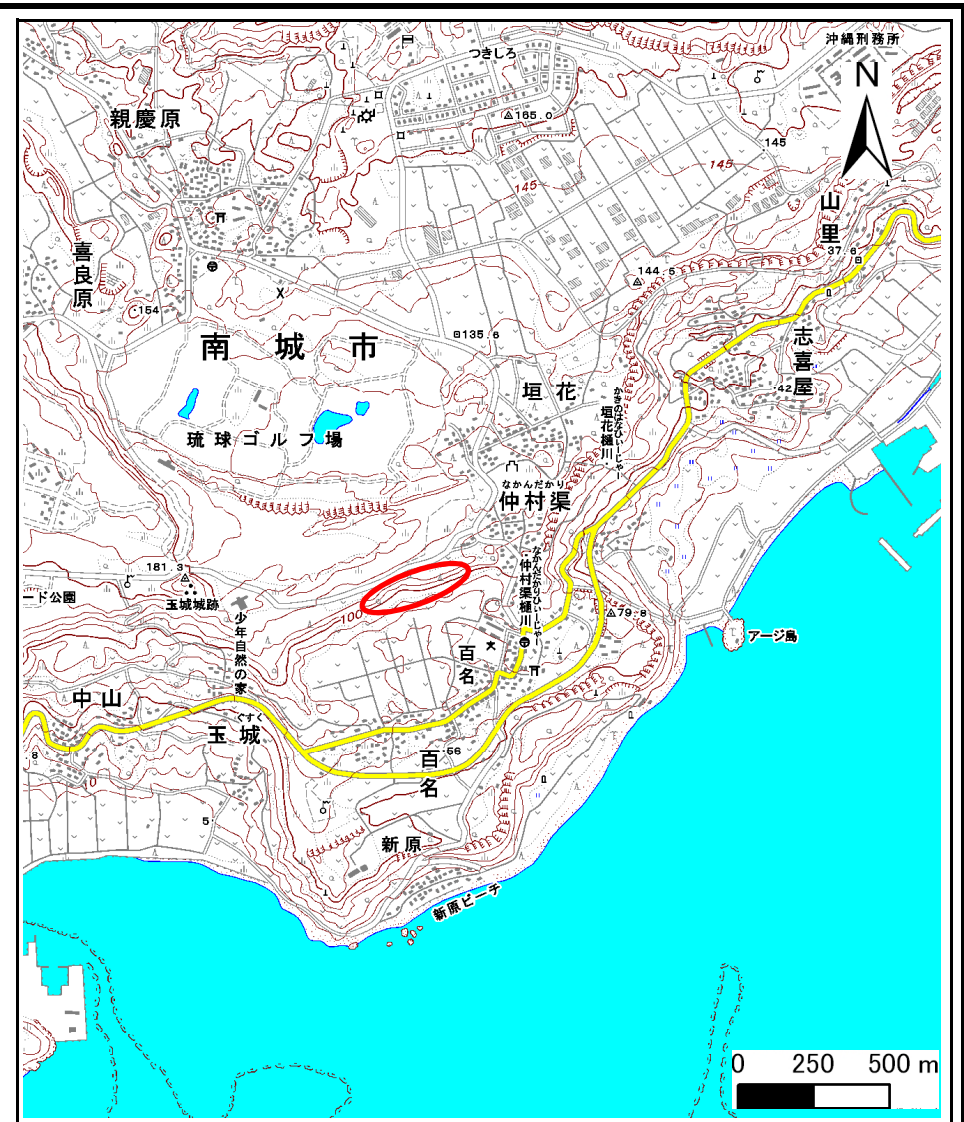 沖縄刑務所
つきしろ
N
親慶原
165.0
145
145
145
山里
喜良原
37.6
144.5
154
135.6
南城市
志喜屋
垣花
かきのはなひぃーじゃー
垣花樋川
42
琉球ゴルフ場
なかんだかり
仲村渠
なかんだかりひぃーじゃー
仲村渠樋川
181.3
ード公園
玉城城跡
100
79.8
アージ島
少年自然の家
百名
中山
ぐすく
玉城
66
百名
.8
0
5
新原
新原ビーチ
0 250 500 m